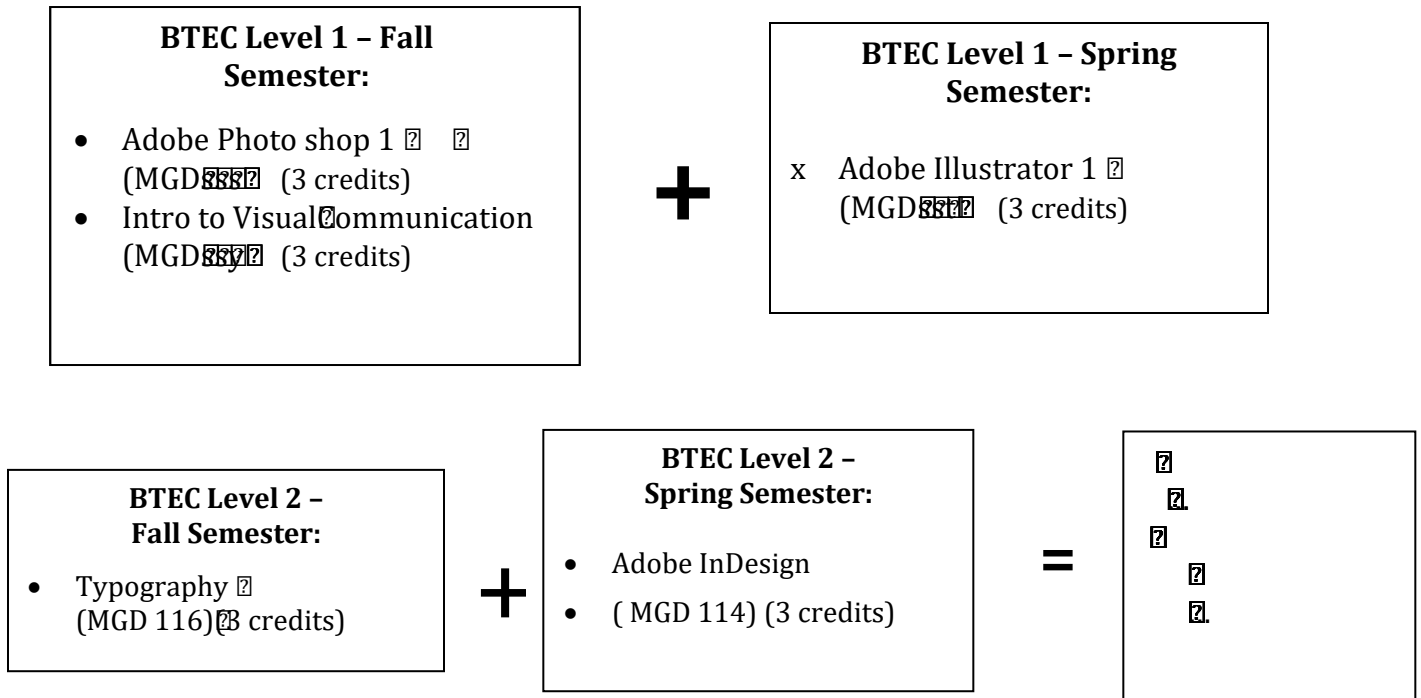 BTEC Level 1 – Fall
Semester:
• Adobe Photo shop 1
(MGD (3 credits)
• Intro to Visual ommunication
(MGD (3 credits)
+
BTEC Level 1 – Spring
Semester:
x Adobe Illustrator 1
(MGD (3 credits)
BTEC Level 2 –
Fall Semester:
• Typography
(MGD 116) 3 credits)
+
BTEC Level 2 –
Spring Semester:
• Adobe InDesign
• ( MGD 114) (3 credits)
=